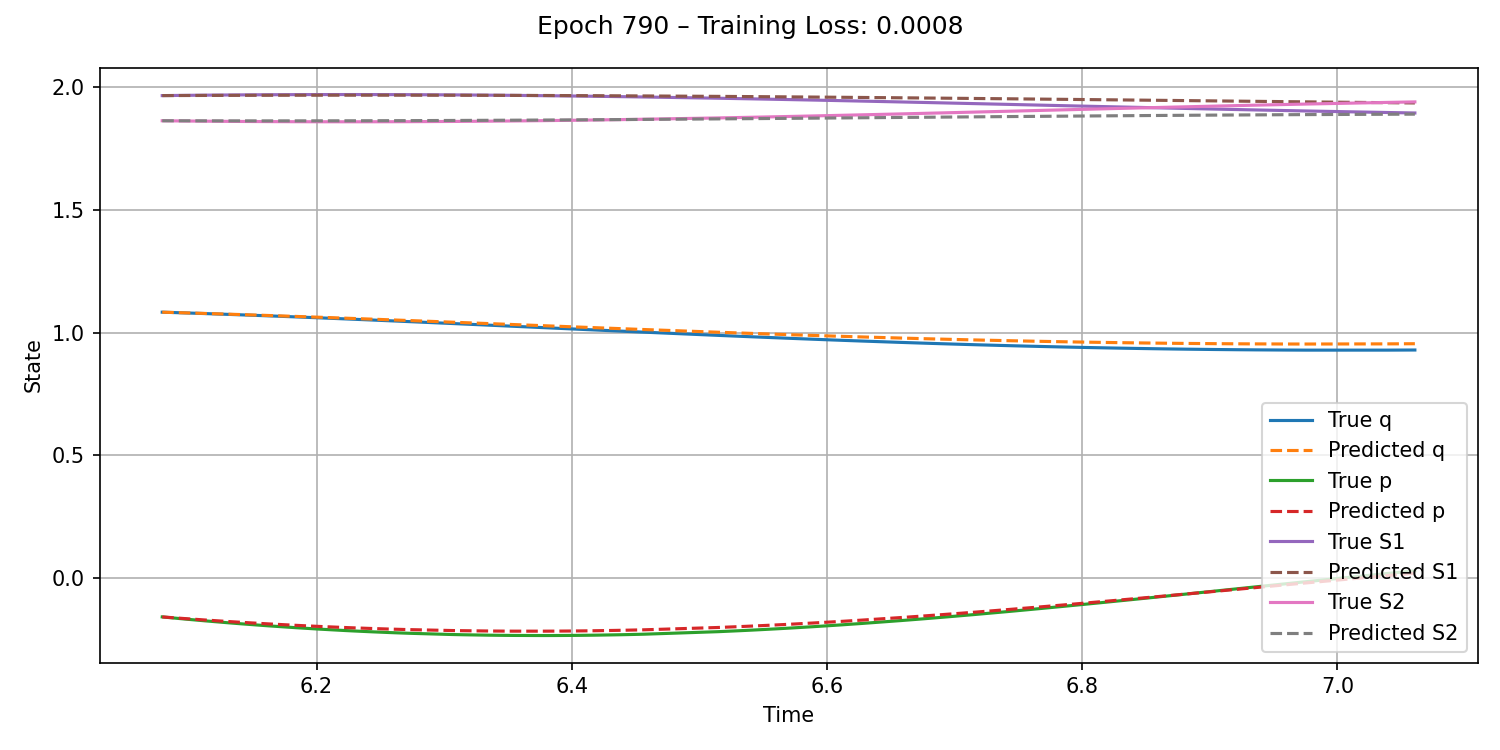 Epoch 790 – Training Loss: 0.0008
2.0
1.5
1.0
0.5
0.0
State
6.2
6.4
6.6
6.8
7.0
Time
True q
Predicted q
True p
Predicted p
True S1
Predicted S1
True S2
Predicted S2